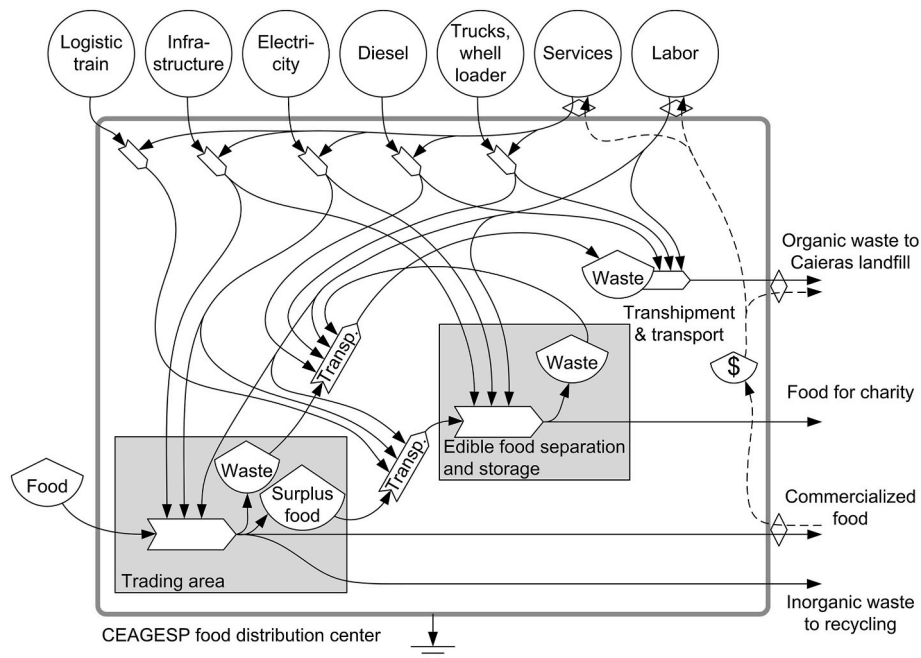 Logistic
train
Infra-
structure
Electri-
city
Diesel
Trucks,
whell
loader
Services
Labor
Organic waste to
Caieras landfill
Waste
Transhipment
& transport
Transp.
Waste
$
Food for charity
Edible food separation
and storage
Transp.
Waste
Food
Surplus
food
Commercialized
food
Trading area
Inorganic waste
to recycling
CEAGESP food distribution center